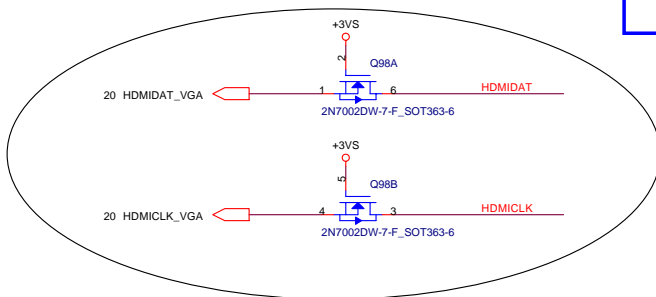 +3VS
2
Q98A
20 HDMIDAT_VGA
1
6
HDMIDAT
2N7002DW-7-F_SOT363-6
+3VS
5
Q98B
20 HDMICLK_VGA
4
3
HDMICLK
2N7002DW-7-F_SOT363-6